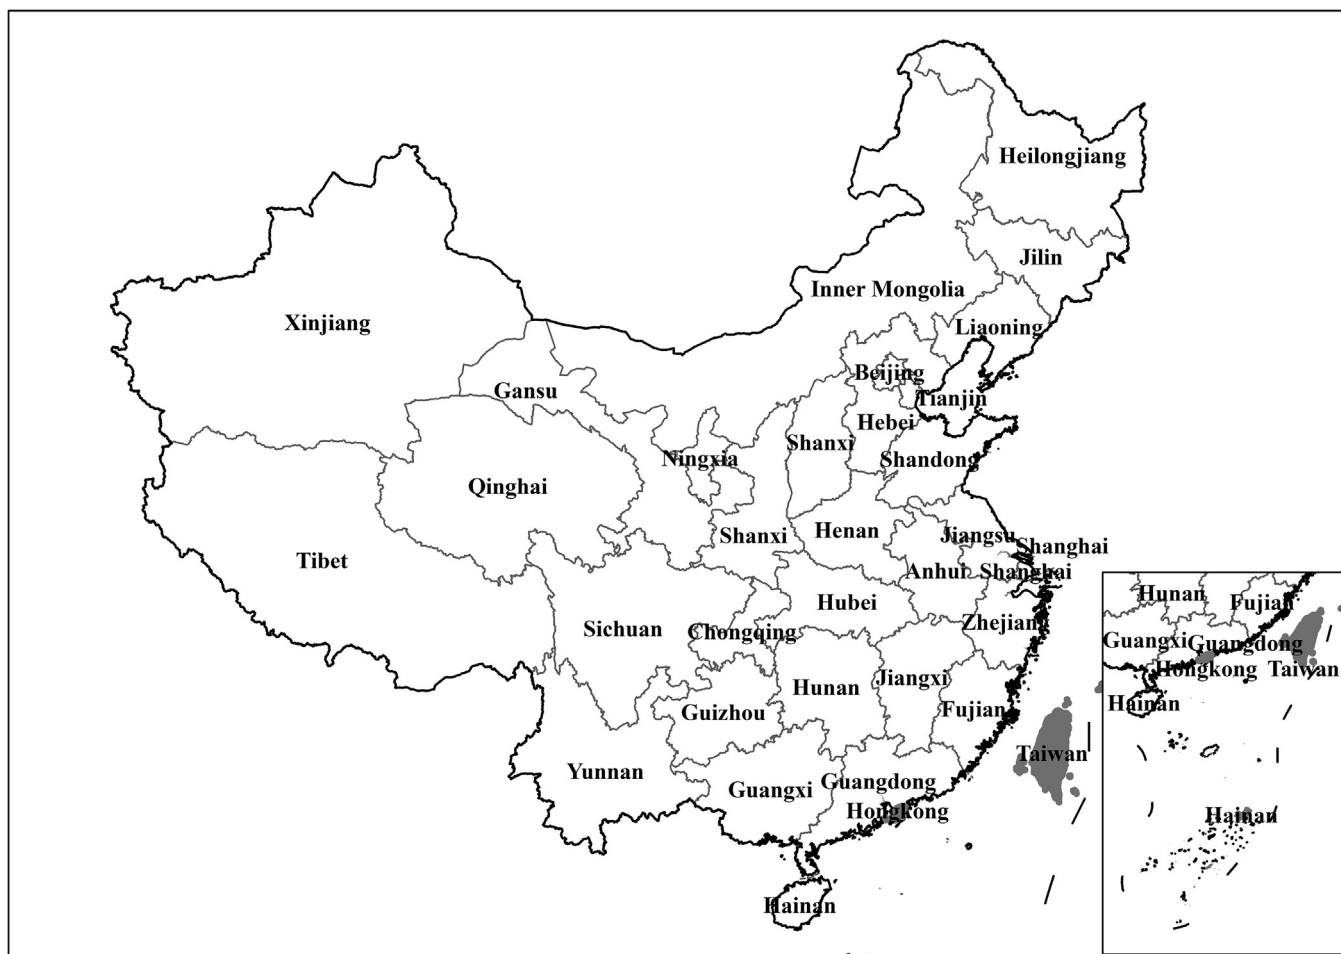 Heilongjiang
Jilin
Inner Mongolia
Xinjiang
Liaoning
Beijing
Gansu
Tianjin
Hebei
Shanxi
Ningxia
Shandong
Qinghai
Henan
Jiangsu
Shanxi
Shanghai
Tibet
Anhui
Shanghai
Hubei
Zhejiang
Sichuan
Chongqing
Hunan
Jiangxi
Guizhou
Fujian
Taiwan
Yunnan
Guangdong
Guangxi
Hongkong
Hainan
Hunan
Fujian
Guangxi
Guangdong
Hongkong
Taiwan
Hainan
Hainan